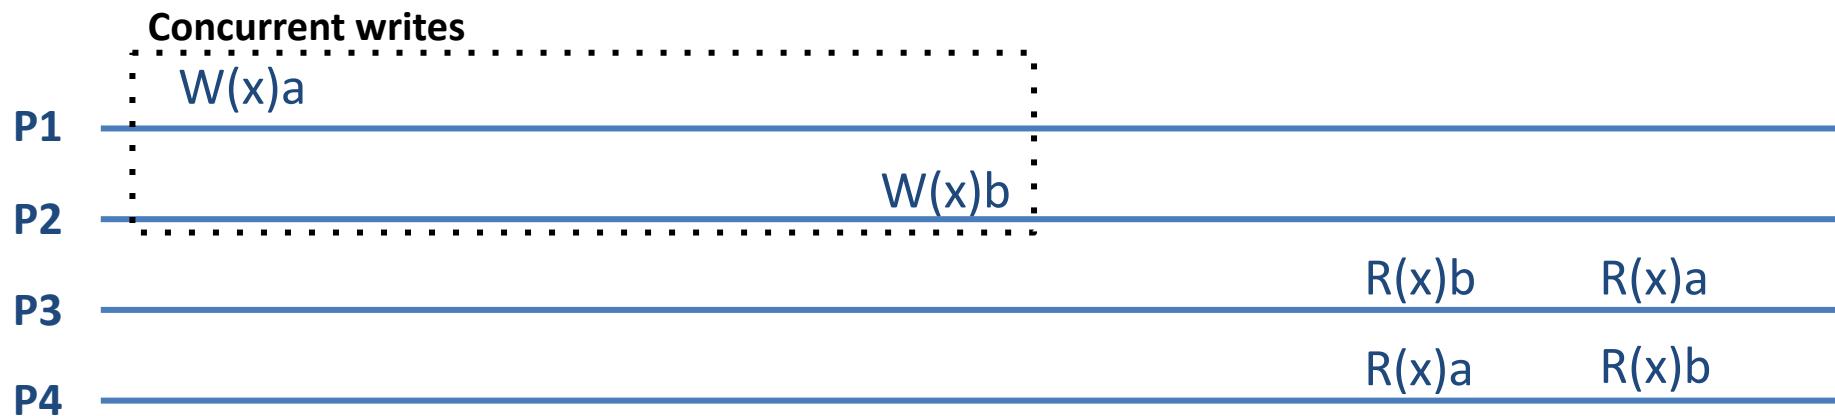 Concurrent writes
W(x)a
P1
W(x)b
P2
R(x)b R(x)a
P3
R(x)a R(x)b
P4